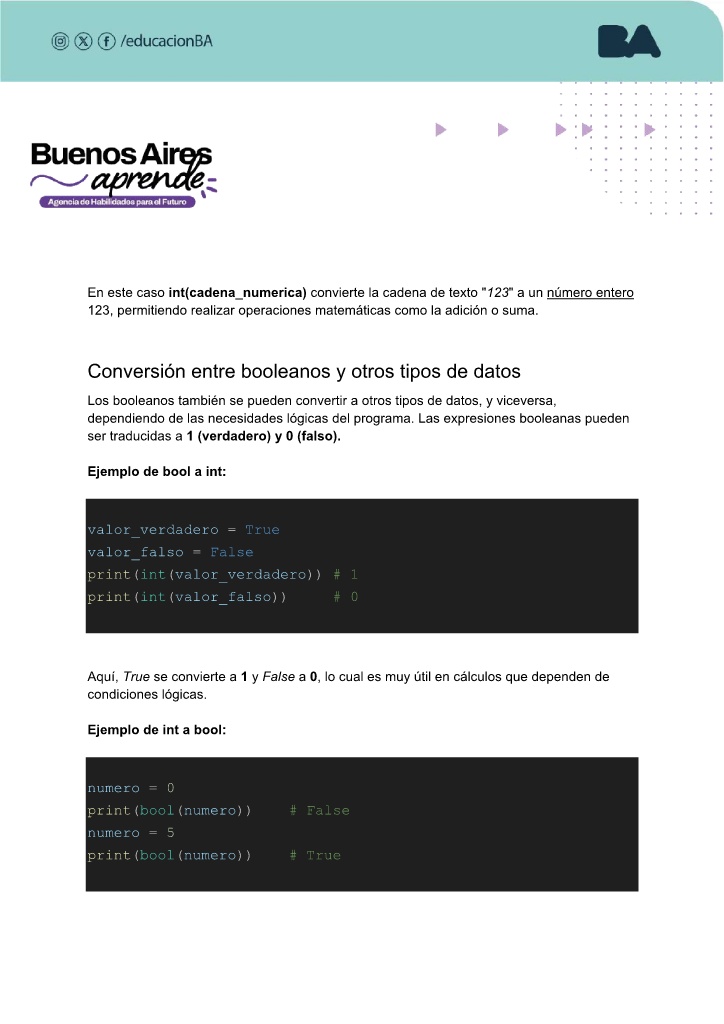 /educacionBA
BA
Buenos Aires
aprende
Agencia de Habilidades para el Futuro
En este caso int(cadena_numerica) convierte la cadena de texto "123" a un número entero
123, permitiendo realizar operaciones matemáticas como la adición o suma.
Conversión entre booleanos y otros tipos de datos
Los booleanos también se pueden convertir a otros tipos de datos, y viceversa,
dependiendo de las necesidades lógicas del programa. Las expresiones booleanas pueden
ser traducidas a 1 (verdadero) y 0 (falso).
Ejemplo de bool a int:
valor_verdadero = True
valor_falso = False
print(int(valor_verdadero)) # 1
print(int(valor_falso))     # 0
Aquí, True se convierte a 1 y False a 0, lo cual es muy útil en cálculos que dependen de
condiciones lógicas.
Ejemplo de int a bool:
numero = 0
print(bool(numero))    # False
numero = 5
print(bool(numero))    # True